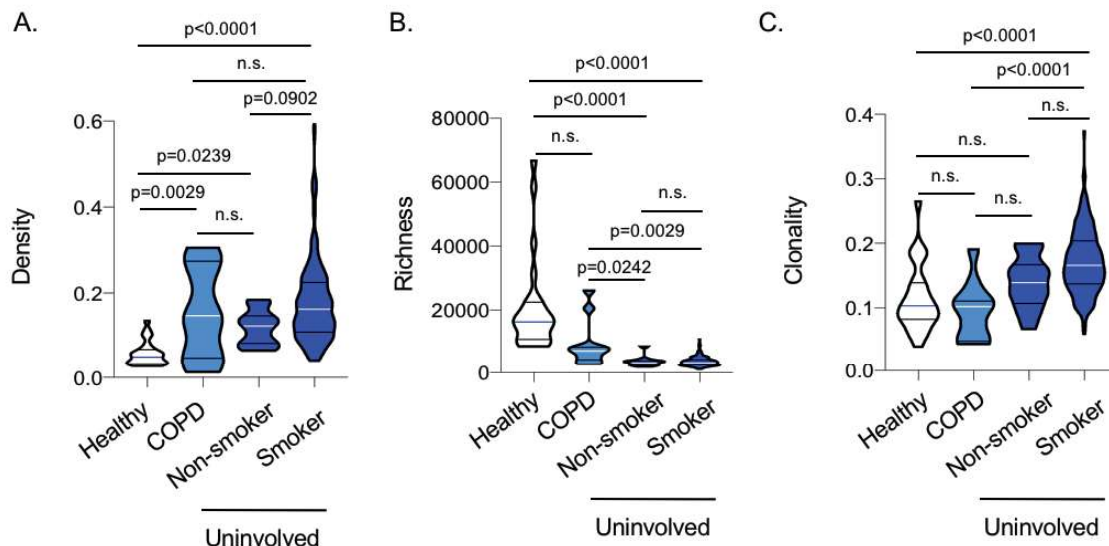 A.
p<0.0001
n.s.
p=0.0902
p=0.0239
p=0.0029
n.s.
Density
0.6
0.4
0.2
0.0
Healthy
COPD
Non-smoker
Smoker
Uninvolved
B.
p<0.0001
p<0.0001
n.s.
n.s.
p=0.0029
p=0.0242
Richness
80000
60000
40000
20000
0
Healthy
COPD
Non-smoker
Smoker
Uninvolved
C.
p<0.0001
p<0.0001
n.s.
n.s.
n.s.
n.s.
Clonality
0.4
0.3
0.2
0.1
0.0
Healthy
COPD
Non-smoker
Smoker
Uninvolved